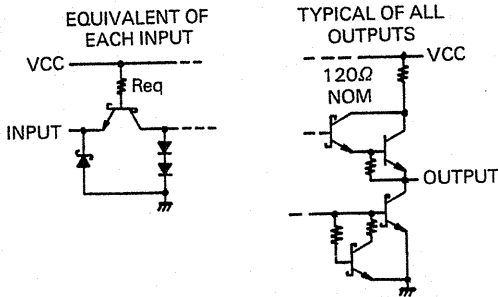 EQUIVALENT OF
EACH INPUT
VCC
Req
INPUT
TYPICAL OF ALL
OUTPUTS
VCC
120Ω
NOM
OUTPUT